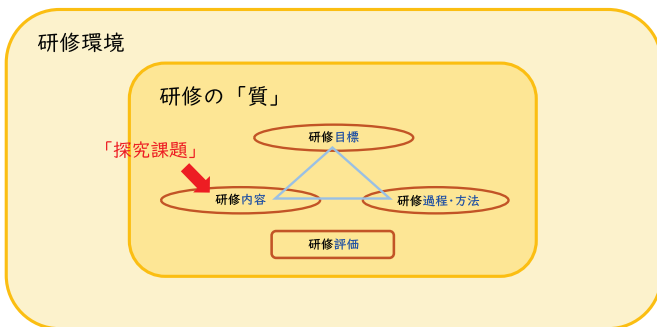 研修環境
研修の「質」
研修目標
「探究課題」
研修内容
研修過程・方法
研修評価